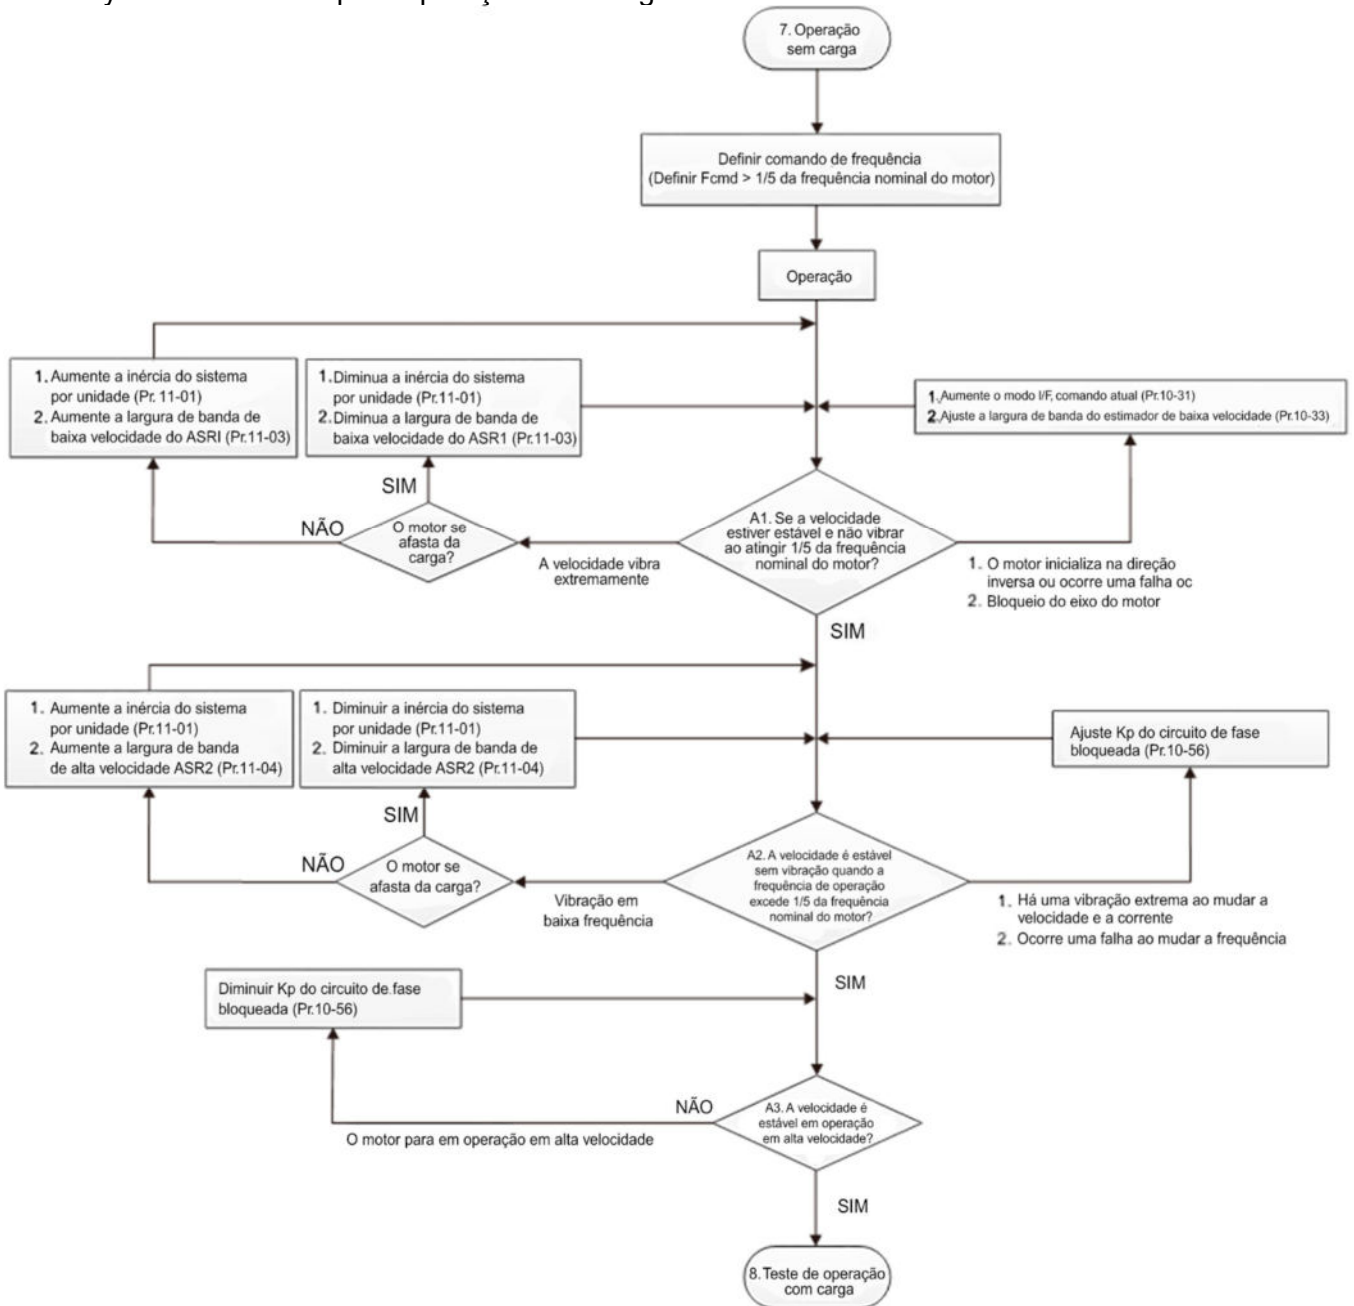 7. Operação
sem carga
Definir comando de frequência
(Definir Fcmd > 1/5 da frequência nominal do motor)
Operação
1. Aumente a inércia do sistema
por unidade (Pr. 11-01)
2. Aumente a largura de banda de
baixa velocidade do ASRI (Pr.11-03)
1. Diminua a inércia do sistema
por unidade (Pr.11-01)
2. Diminua a largura de banda de
baixa velocidade do ASR1 (Pr.11-03)
1. Aumente o modo I/F, comando atual (Pr.10-31)
2. Ajuste a largura de banda do estimador de baixa velocidade (Pr.10-33)
SIM
NÃO
O motor se
afasta da
carga?
A velocidade vibra
extremamente
A1. Se a velocidade
estiver estável e não vibrar
ao atingir 1/5 da frequência
nominal do motor?
1. O motor inicializa na direção
inversa ou ocorre uma falha oc
2. Bloqueio do eixo do motor
SIM
1. Aumente a inércia do sistema
por unidade (Pr.11-01)
2. Aumente a largura de banda
de alta velocidade ASR2 (Pr.11-04)
1. Diminuir a inércia do sistema
por unidade (Pr.11-01)
2. Diminuir a largura de banda de
alta velocidade ASR2 (Pr.11-04)
Ajuste Kp do circuito de fase
bloqueada (Pr.10-56)
SIM
NÃO
O motor se
afasta da carga?
Vibração em
baixa frequência
A2. A velocidade é estável
sem vibração quando a
frequência de operação
excede 1/5 da frequência
nominal do motor?
1. Há uma vibração extrema ao mudar a
velocidade e a corrente
2. Ocorre uma falha ao mudar a frequência
SIM
Diminuir Kp do circuito de fase
bloqueada (Pr.10-56)
NÃO
O motor para em operação em alta velocidade
A3. A velocidade é
estável em operação
em alta velocidade?
SIM
8. Teste de operação
com carga